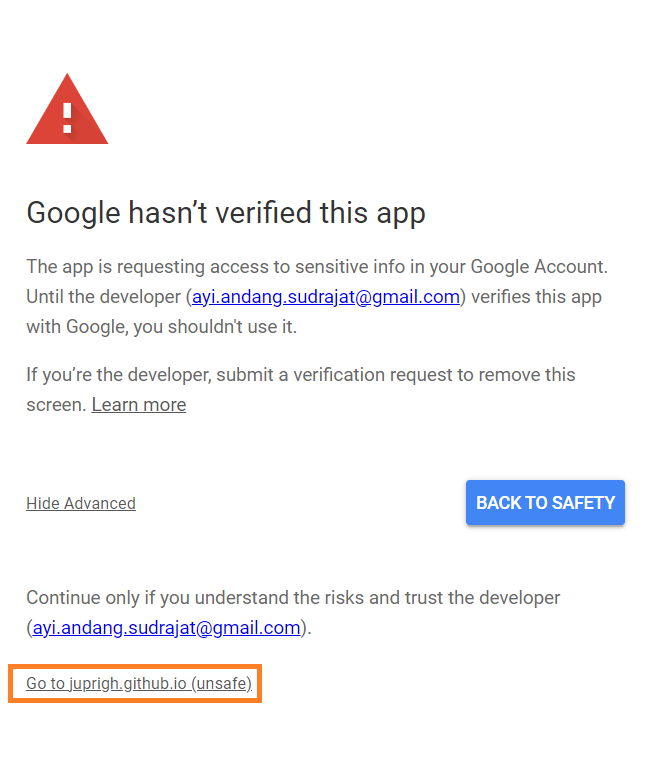 Google hasn’t verified this app
The app is requesting access to sensitive info in your Google Account.
Until the developer (ayi.andang.sudrajat@gmail.com) verifies this app
with Google, you shouldn't use it.
If you’re the developer, submit a verification request to remove this
screen. Learn more
Hide Advanced
BACK TO SAFETY
Continue only if you understand the risks and trust the developer
(ayi.andang.sudrajat@gmail.com).
Go to juprigh.github.io (unsafe)